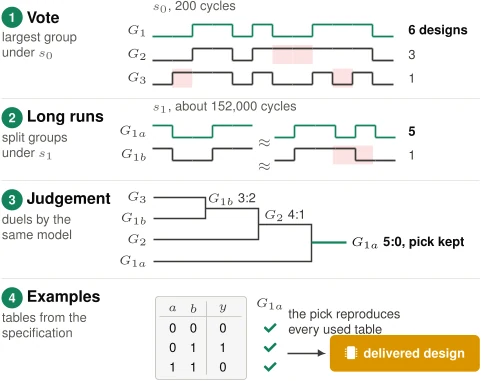 1 Vote
largest group
under s0
s0, 200 cycles
G1 6 designs
G2 3
G3 1
2 Long runs
split groups
under s1
s1, about 152,000 cycles
G1a ≈ 5
G1b ≈ 1
3 Judgement
duels by the
same model
G3
G1b
G1b 3:2
G2
G2 4:1
G1a
G1a 5:0, pick kept
4 Examples
tables from the
specification
a b y
0 0 0
0 1 1
1 1 0
G1a
✓
✓
✓
the pick reproduces
every used table
delivered design